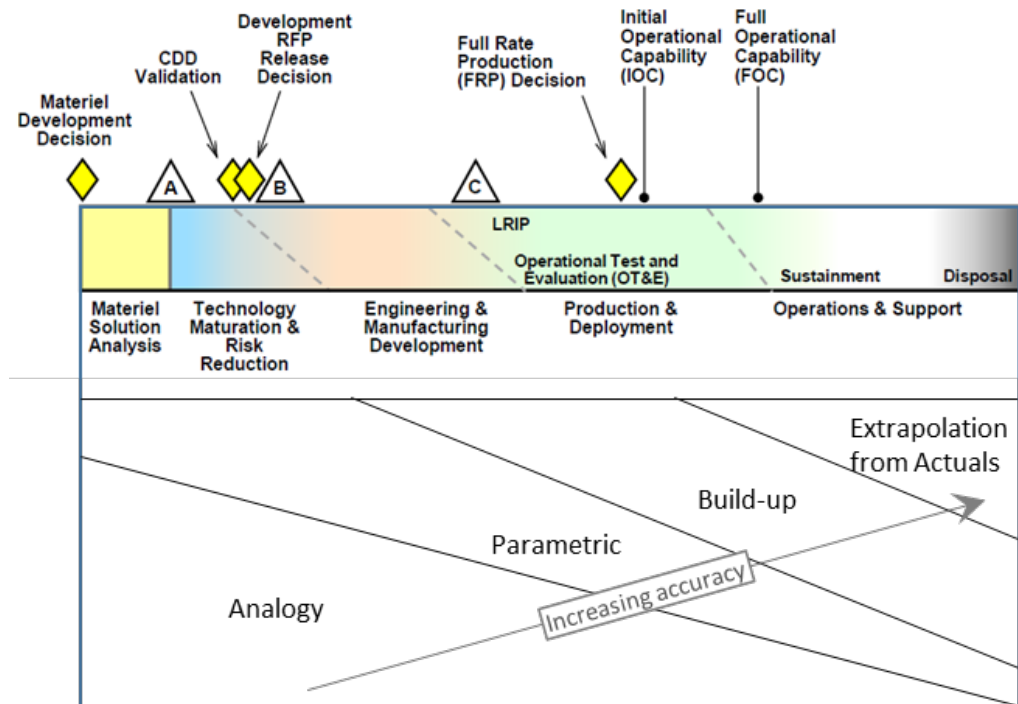 Materiel
Development
Decision
CDD
Validation
Development
RFP
Release
Decision
Full Rate
Production
(FRP) Decision
Initial
Operational
Capability
(IOC)
Full
Operational
Capability
(FOC)
A
B
C
LRIP
Operational Test and
Evaluation (OT&E)
Sustainment
Disposal
Materiel
Solution
Analysis
Technology
Maturation &
Risk
Reduction
Engineering &
Manufacturing
Development
Production &
Deployment
Operations & Support
Extrapolation
from Actuals
Build-up
Parametric
Analogy
Increasing accuracy